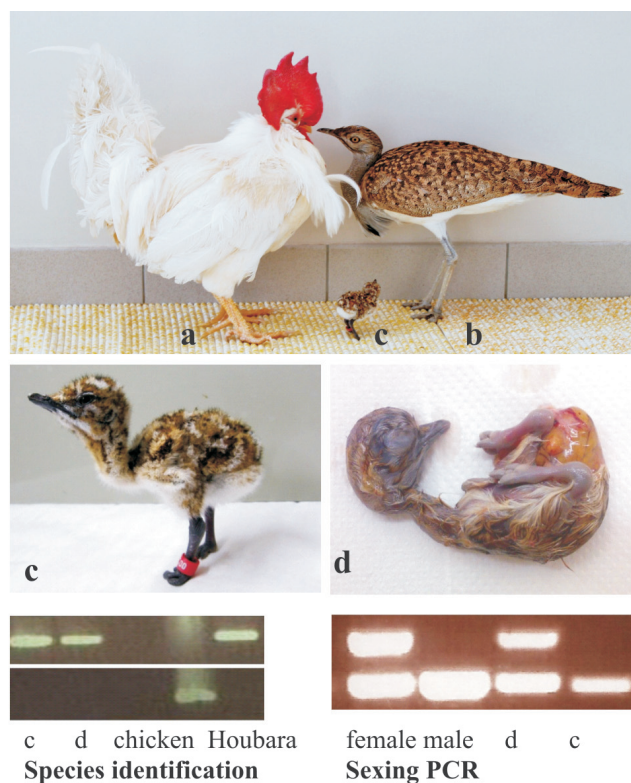 a c b
c
d
c d chicken Houbara female male d c
Species identification Sexing PCR